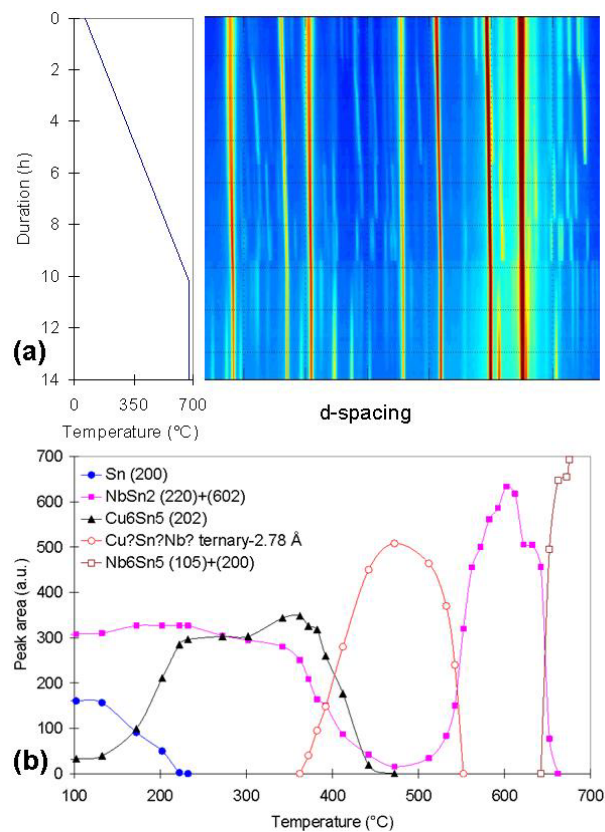 0
2
4
6
8
10
12
14
Duration (h)
(a)
0 350 700
Temperature (°C)
d-spacing
700
600
500
400
300
200
100
0
Peak area (a.u.)
Sn (200)
NbSn2 (220)+(602)
Cu6Sn5 (202)
Cu?Sn?Nb? ternary-2.78 Å
Nb6Sn5 (105)+(200)
(b)
100 200 300 400 500 600 700
Temperature (°C)